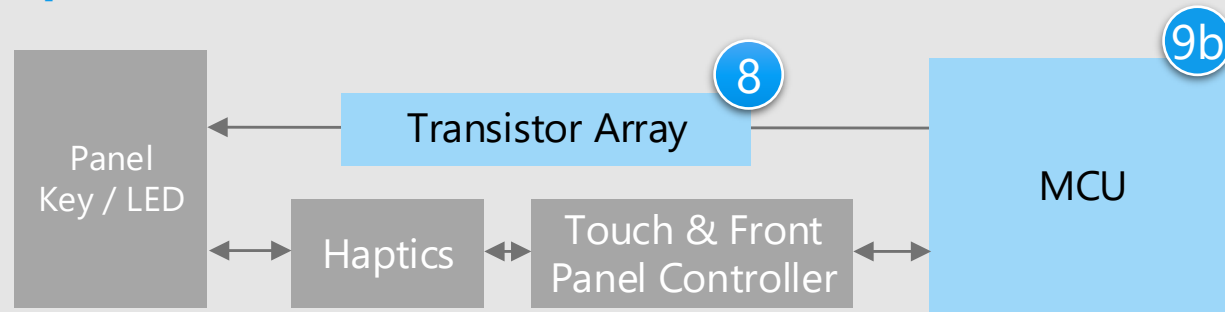 8
9b
Transistor Array
Panel
Key / LED
MCU
Haptics
Touch & Front
Panel Controller